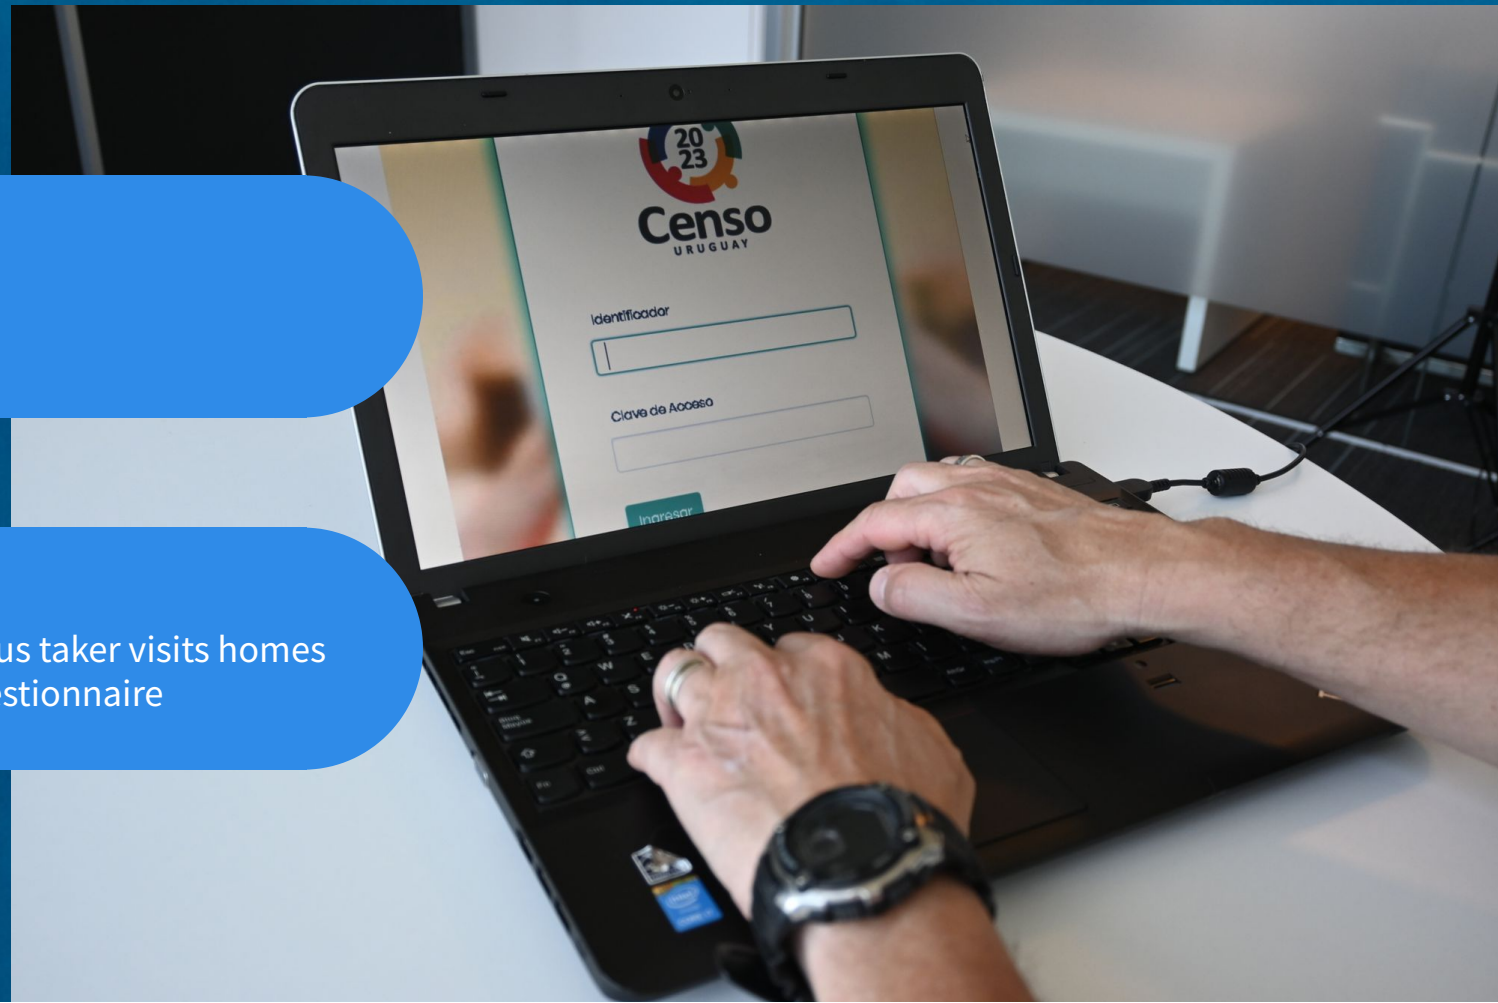 20
23
Censo
URUGUAY
Identificador
Clave de Acceso
Ingresar
us taker visits homes
estionnaire